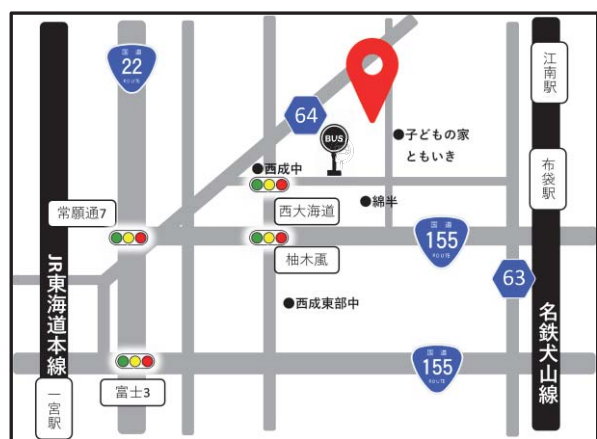 国道
22
ROUTE
64
BUS
●子どもの家
ともいき
江南駅
●西成中
常願通7
西大海道
●綿半
布袋駅
柚木颪
国道
155
ROUTE
63
JR東海道本線
●西成東部中
名鉄犬山線
国道
155
ROUTE
一宮駅
富士3